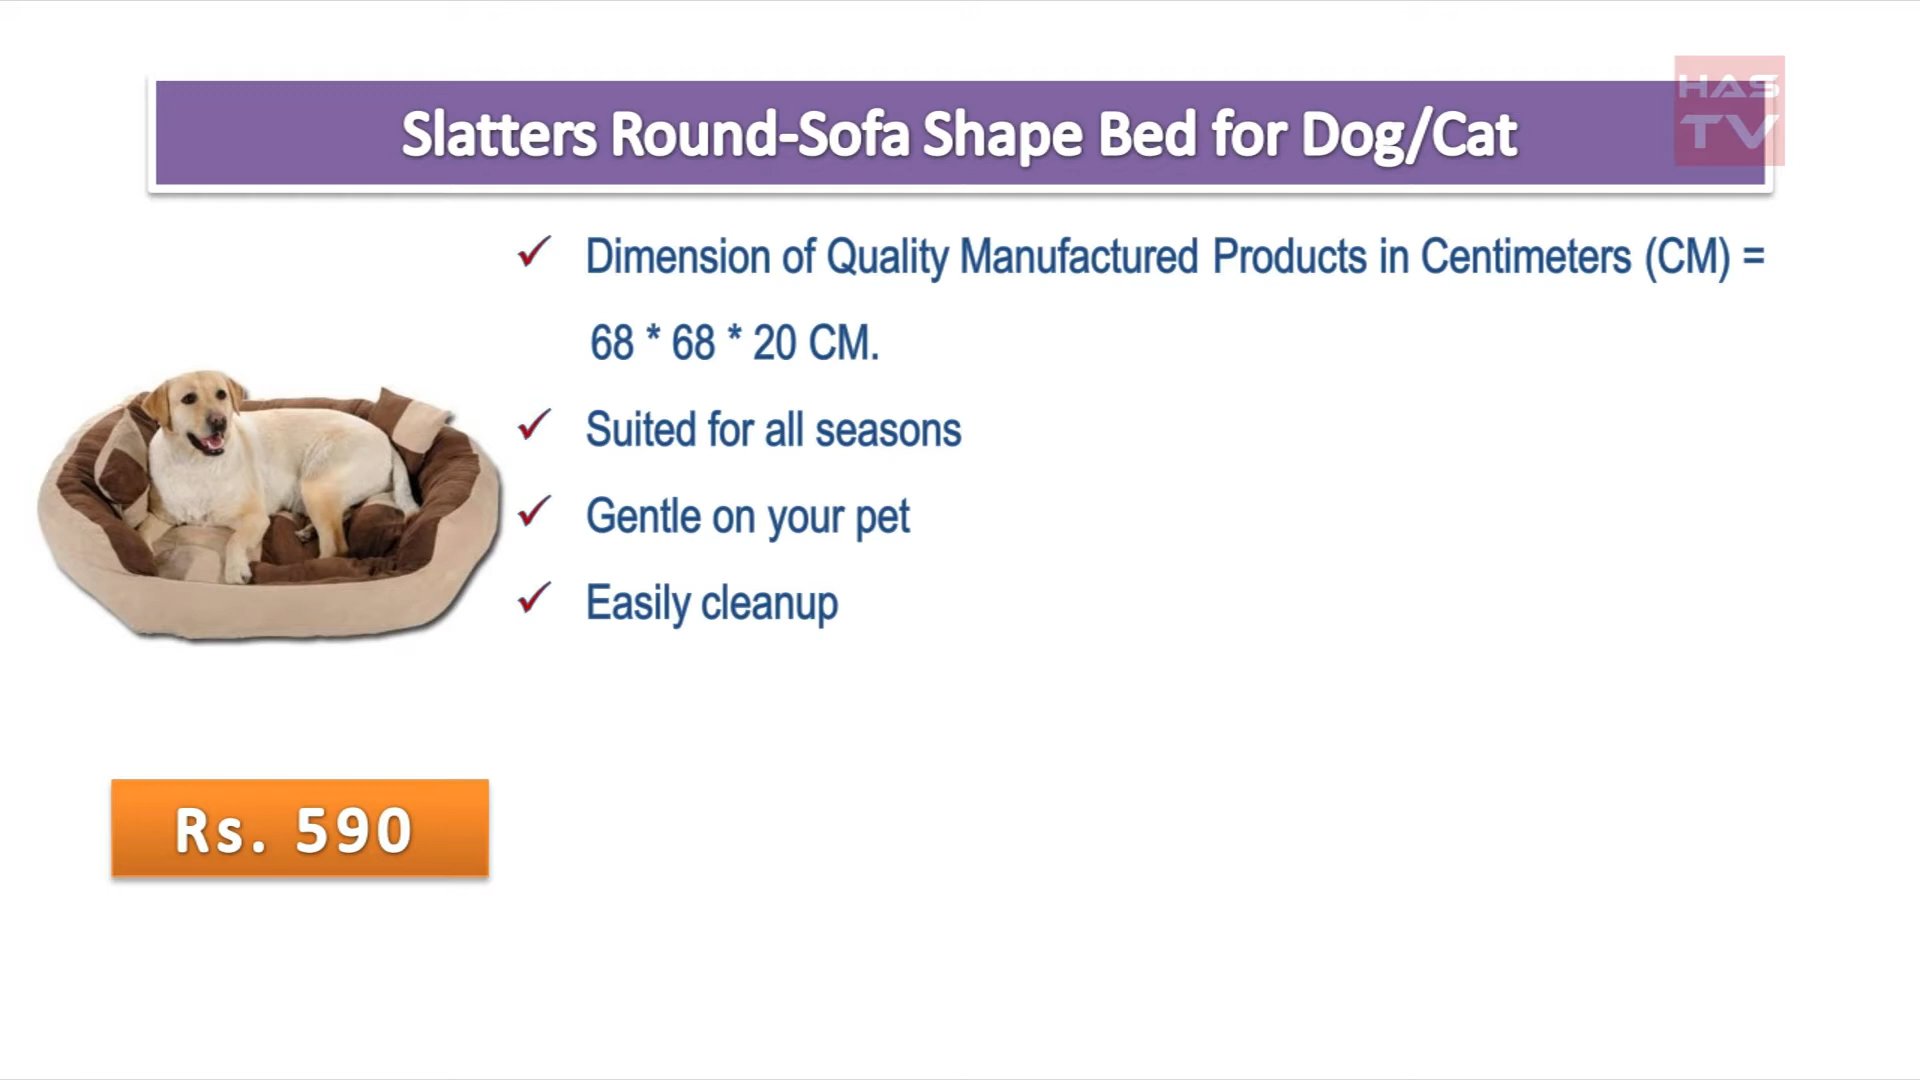 Slatters Round-Sofa Shape Bed for Dog/Cat
HAS
TV
Dimension of Quality Manufactured Products in Centimeters (CM) =
68 * 68 * 20 CM.
Suited for all seasons
Gentle on your pet
Easily cleanup
Rs. 590